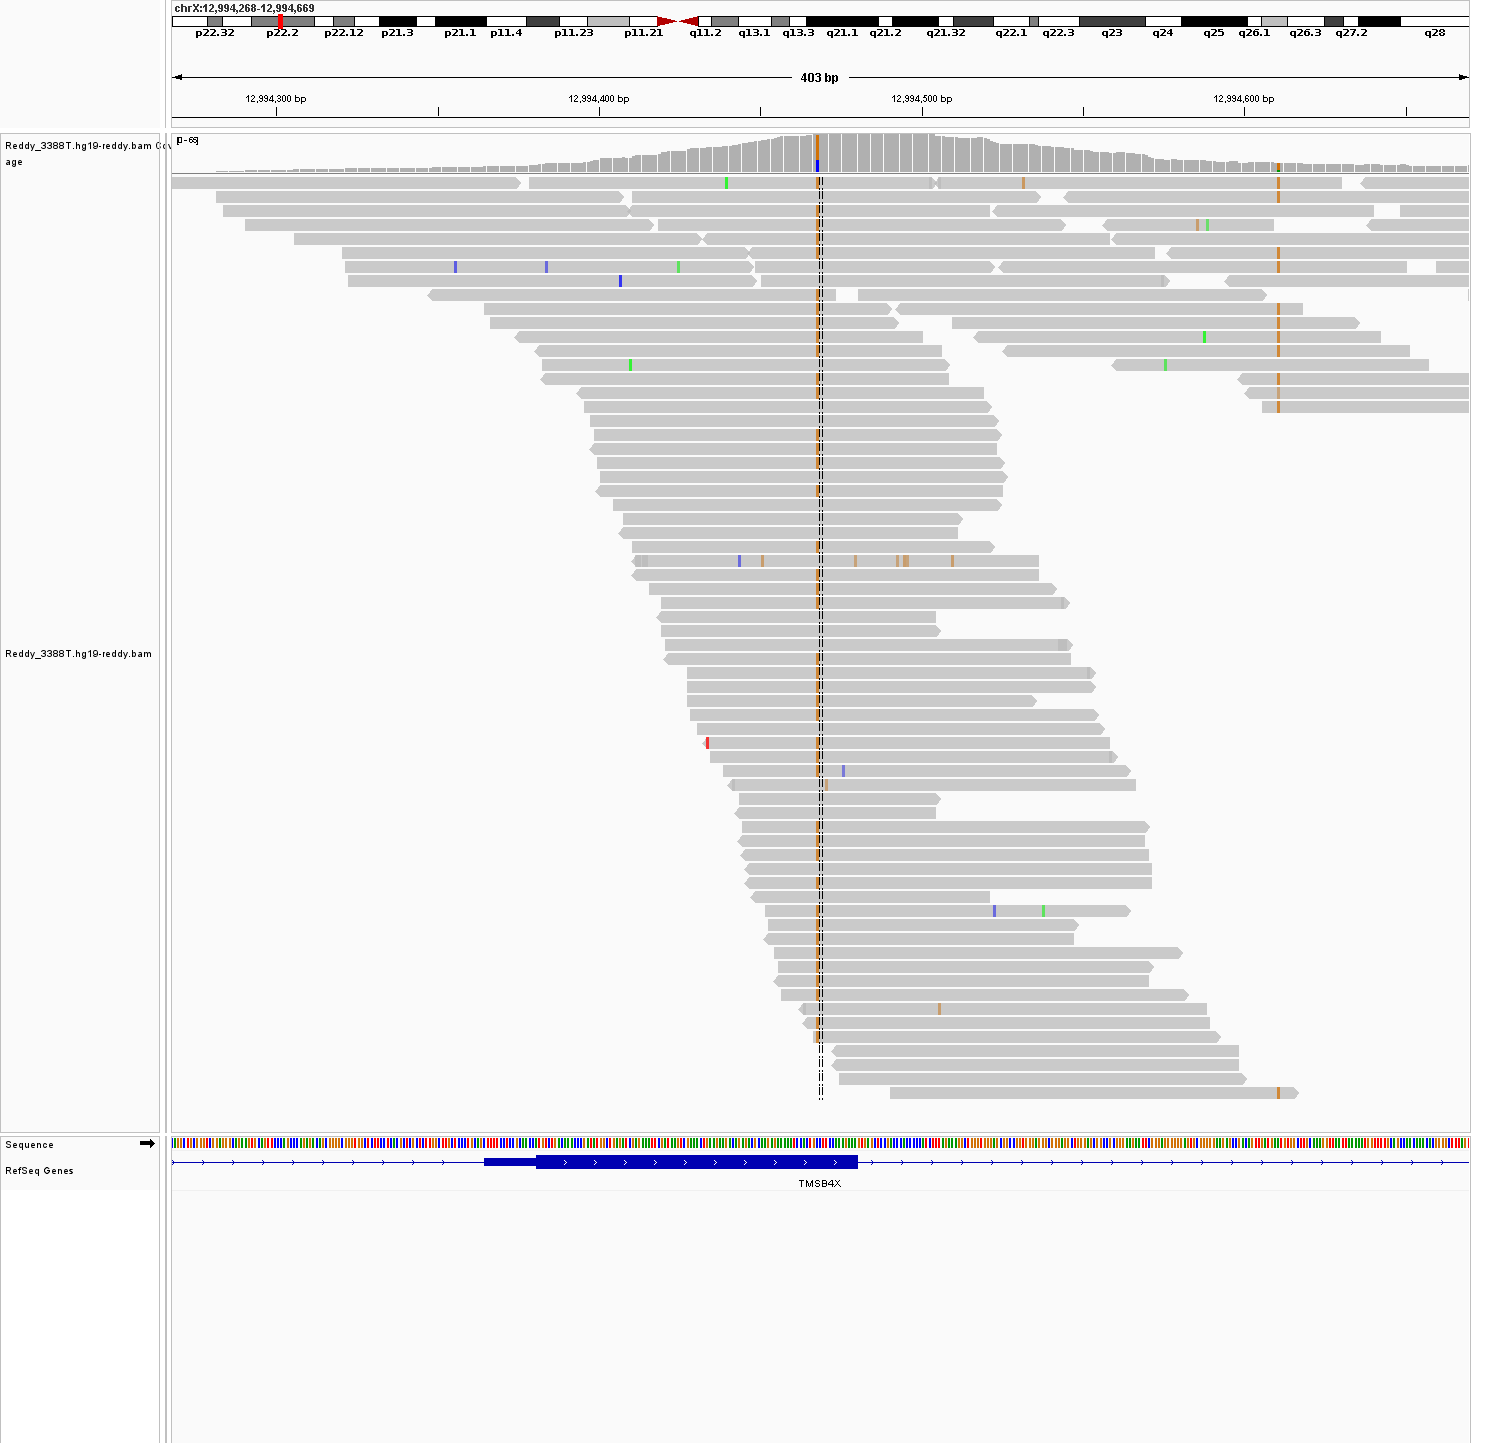 chrX:12,994,268-12,994,669
p22.32 p22.2 p22.12 p21.3 p21.1 p11.4 p11.23 p11.21 q11.2 q13.1 q13.3 q21.1 q21.2 q21.32 q22.1 q22.3 q23 q24 q25 q26.1 q26.3 q27.2 q28
403 bp
12,994,300 bp 12,994,400 bp 12,994,500 bp 12,994,600 bp
Reddy_3388T.hg19-reddy.bam Cov
age
[0-69]
Reddy_3388T.hg19-reddy.bam
Sequence
RefSeq Genes
TMSB4X